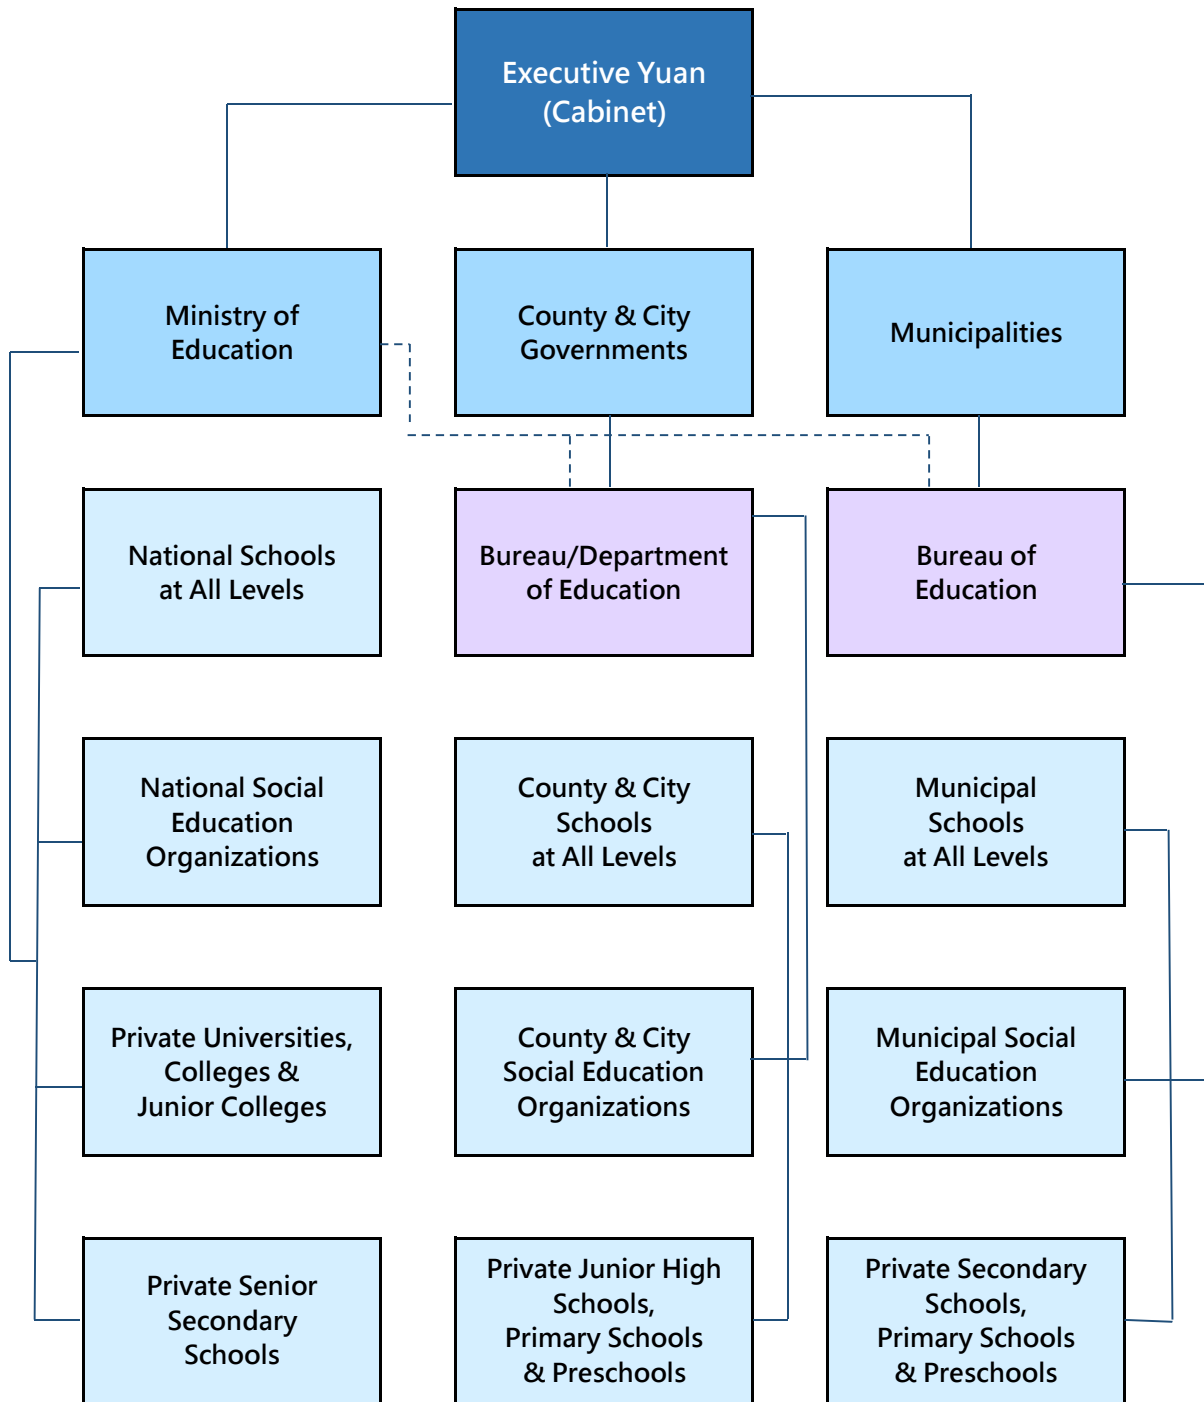 Executive Yuan
(Cabinet)
Ministry of
Education
County & City
Governments
Municipalities
National Schools
at All Levels
Bureau/Department
of Education
Bureau of
Education
National Social
Education
Organizations
County & City
Schools
at All Levels
Municipal
Schools
at All Levels
Private Universities,
Colleges &
Junior Colleges
County & City
Social Education
Organizations
Municipal Social
Education
Organizations
Private Senior
Secondary
Schools
Private Junior High
Schools,
Primary Schools
& Preschools
Private Secondary
Schools,
Primary Schools
& Preschools